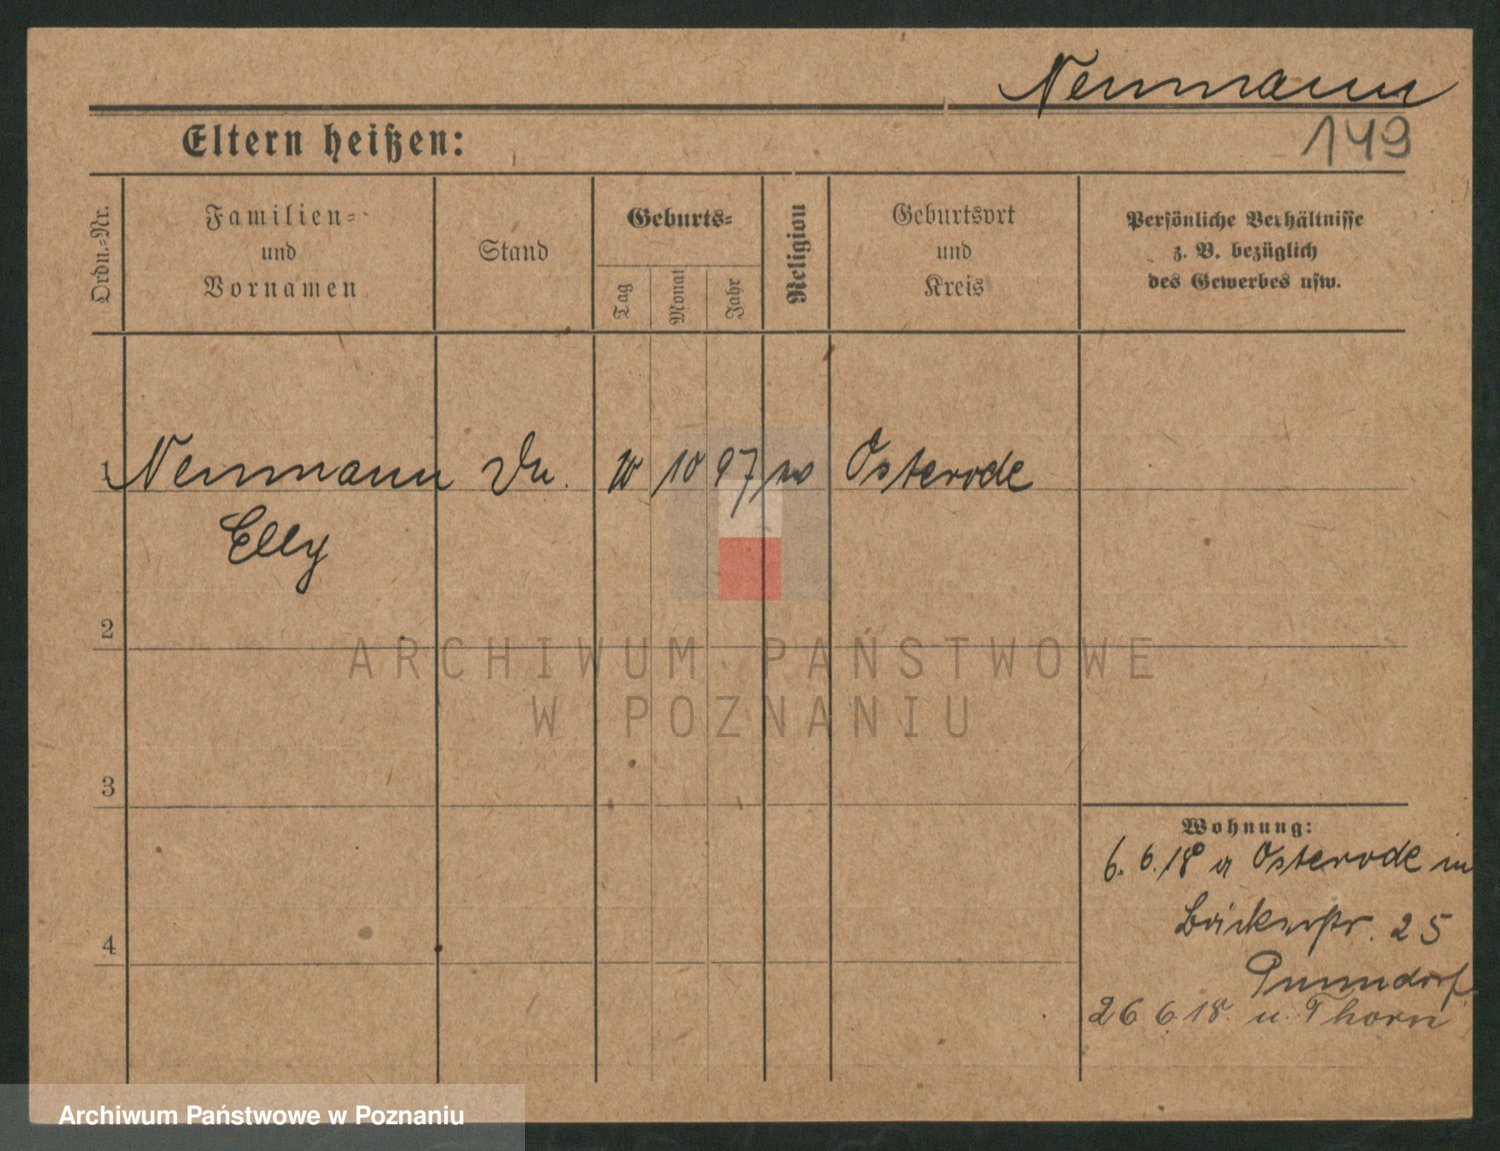 Neumann
149
Eltern heißen:
Ordn.-Nr.
Familien-
und
Vornamen
Stand
Geburts-
Tag
Monat
Jahr
Religion
Geburtsort
und
Kreis
Persönliche Verhältnisse
z. B. bezüglich
des Gewerbes usw.
1 Neumann 10 97 Osterode
Elly
2
3
4
Wohnung:
6. 6. 18 a Osterode in
Bäckerstr. 25
26 6 18. u. Thorn
ARCHIWUM PAŃSTWOWE
W POZNANIU
Archiwum Państwowe w Poznaniu